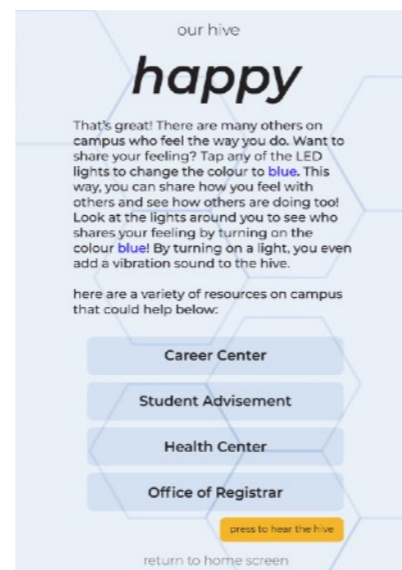 our hive
happy
That's great! There are many others on
campus who feel the way you do. Want to
share your feeling? Tap any of the LED
lights to change the colour to blue. This
way, you can share how you feel with
others and see how others are doing too!
Look at the lights around you to see who
shares your feeling by turning on the
colour blue! By turning on a light, you even
add a vibration sound to the hive.
here are a variety of resources on campus
that could help below:
Career Center
Student Advisement
Health Center
Office of Registrar
press to hear the hive
return to home screen